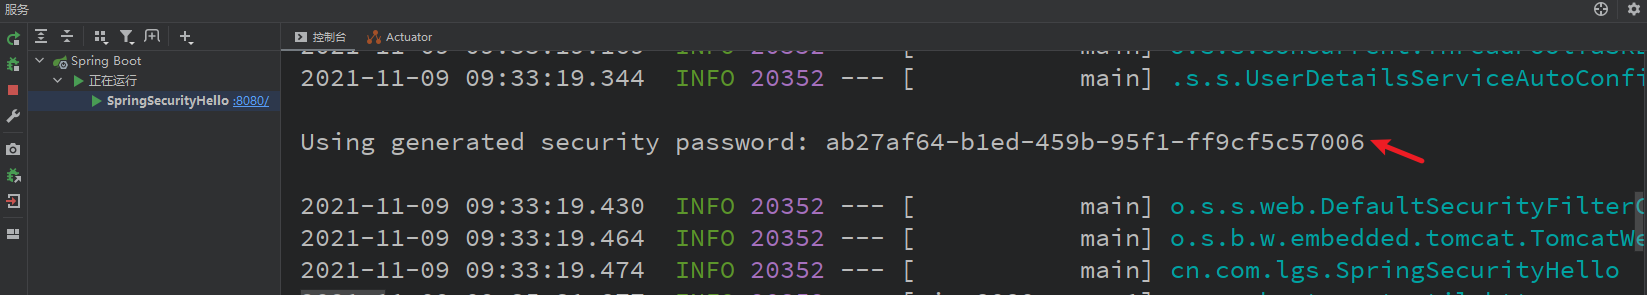 服务
控制台 Actuator
Spring Boot
正在运行
SpringSecurityHello :8080/
2021-11-09 09:33:19.344 INFO 20352 --- [ main] .s.s.UserDetailsServiceAutoConfi
Using generated security password: ab27af64-b1ed-459b-95f1-ff9cf5c57006
2021-11-09 09:33:19.430 INFO 20352 --- [ main] o.s.s.web.DefaultSecurityFilterC
2021-11-09 09:33:19.464 INFO 20352 --- [ main] o.s.b.w.embedded.tomcat.TomcatWe
2021-11-09 09:33:19.474 INFO 20352 --- [ main] cn.com.lgs.SpringSecurityHello